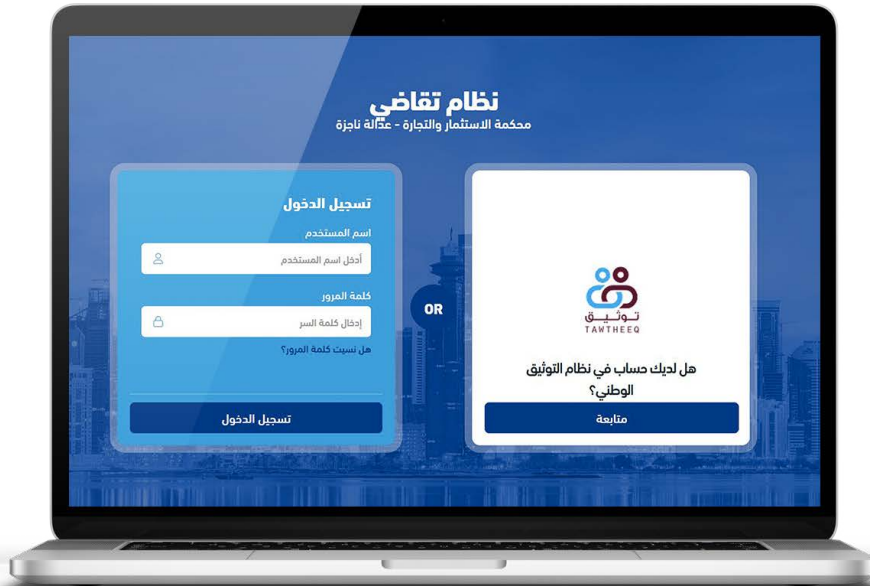 نظام تقاضي
محكمة الاستثمار والتجارة - عدالة ناجزة
توثيق
TAWTHEEQ
هل لديك حساب في نظام التوثيق
الوطني؟
متابعة
OR
تسجيل الدخول
اسم المستخدم
أدخل اسم المستخدم
كلمة المرور
إدخال كلمة السر
هل نسيت كلمة المرور؟
تسجيل الدخول